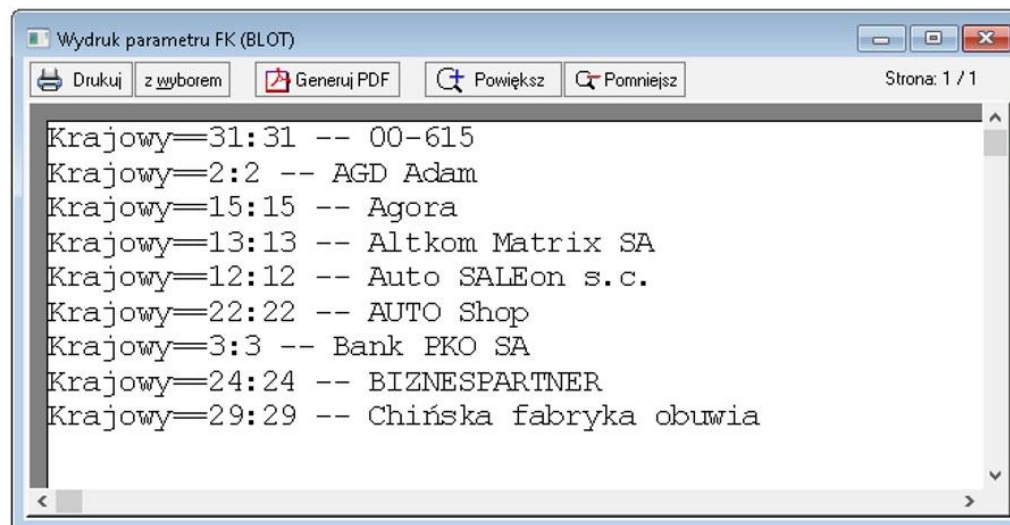 Wydruk parametru FK (BLOT)
Drukuj z wyborem Generuj PDF Powiększ Pomniejsz Strona: 1 / 1
Krajowy==31:31 -- 00-615
Krajowy==2:2 -- AGD Adam
Krajowy==15:15 -- Agora
Krajowy==13:13 -- Altkom Matrix SA
Krajowy==12:12 -- Auto SALEon s.c.
Krajowy==22:22 -- AUTO Shop
Krajowy==3:3 -- Bank PKO SA
Krajowy==24:24 -- BIZNESPARTNER
Krajowy==29:29 -- Chińska fabryka obuwia